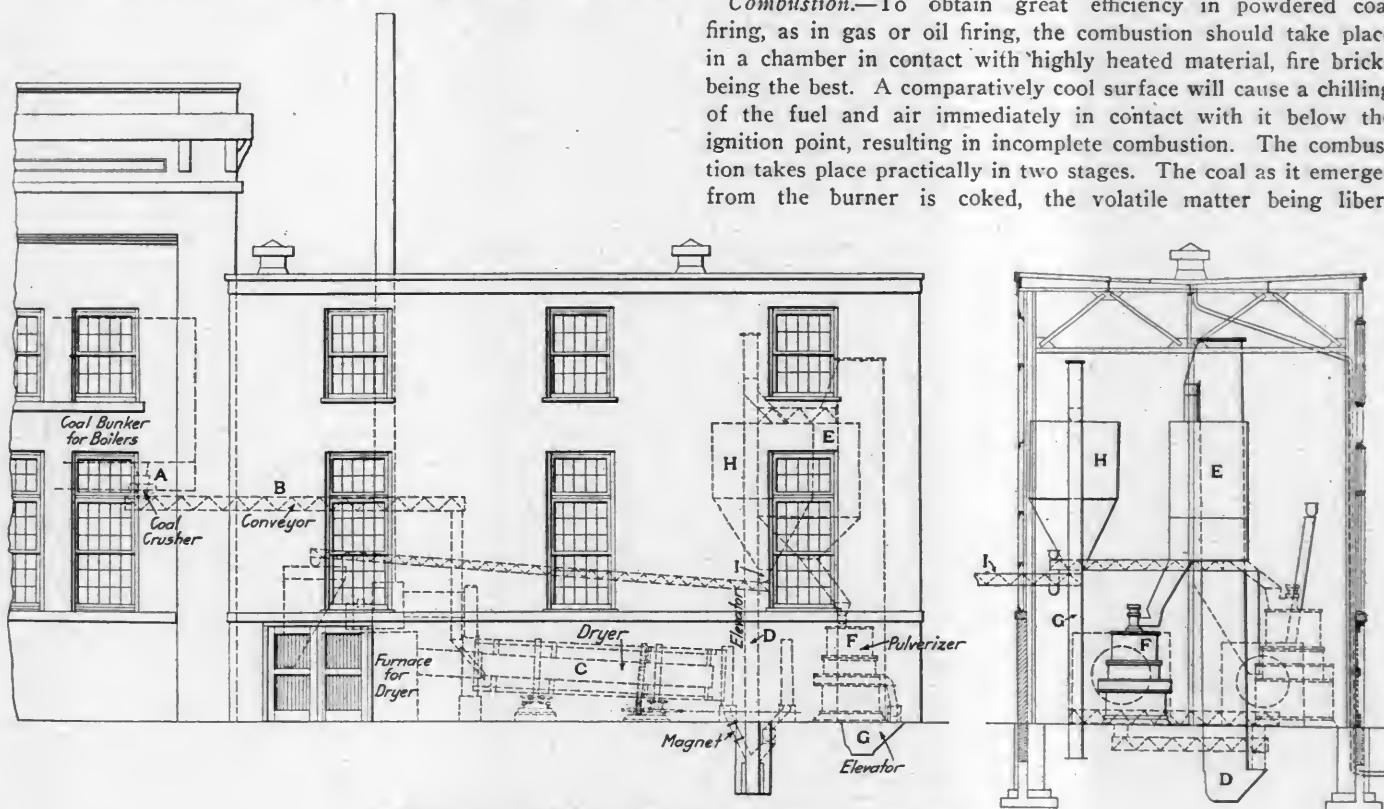 Combustion.—To obtain great efficiency in powdered coa
firing, as in gas or oil firing, the combustion should take plac
in a chamber in contact with highly heated material, fire brick
being the best. A comparatively cool surface will cause a chilling
of the fuel and air immediately in contact with it below th
ignition point, resulting in incomplete combustion. The combus
tion takes place practically in two stages. The coal as it emerge
from the burner is coked, the volatile matter being liber
Coal Bunker
for Boilers
A
B
Coal
Crusher
Conveyor
E
H
I
Elevator
D
Dryer
C
Furnace
for
Dryer
F
Pulverizer
Magnet
G
Elevator
H
E
I
G
F
D